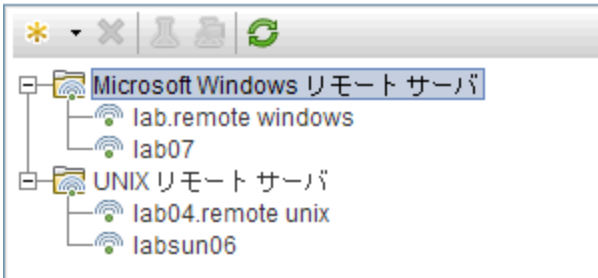 Microsoft Windows リモート サーバ
lab.remote windows
lab07
UNIX リモート サーバ
lab04.remote unix
labsun06